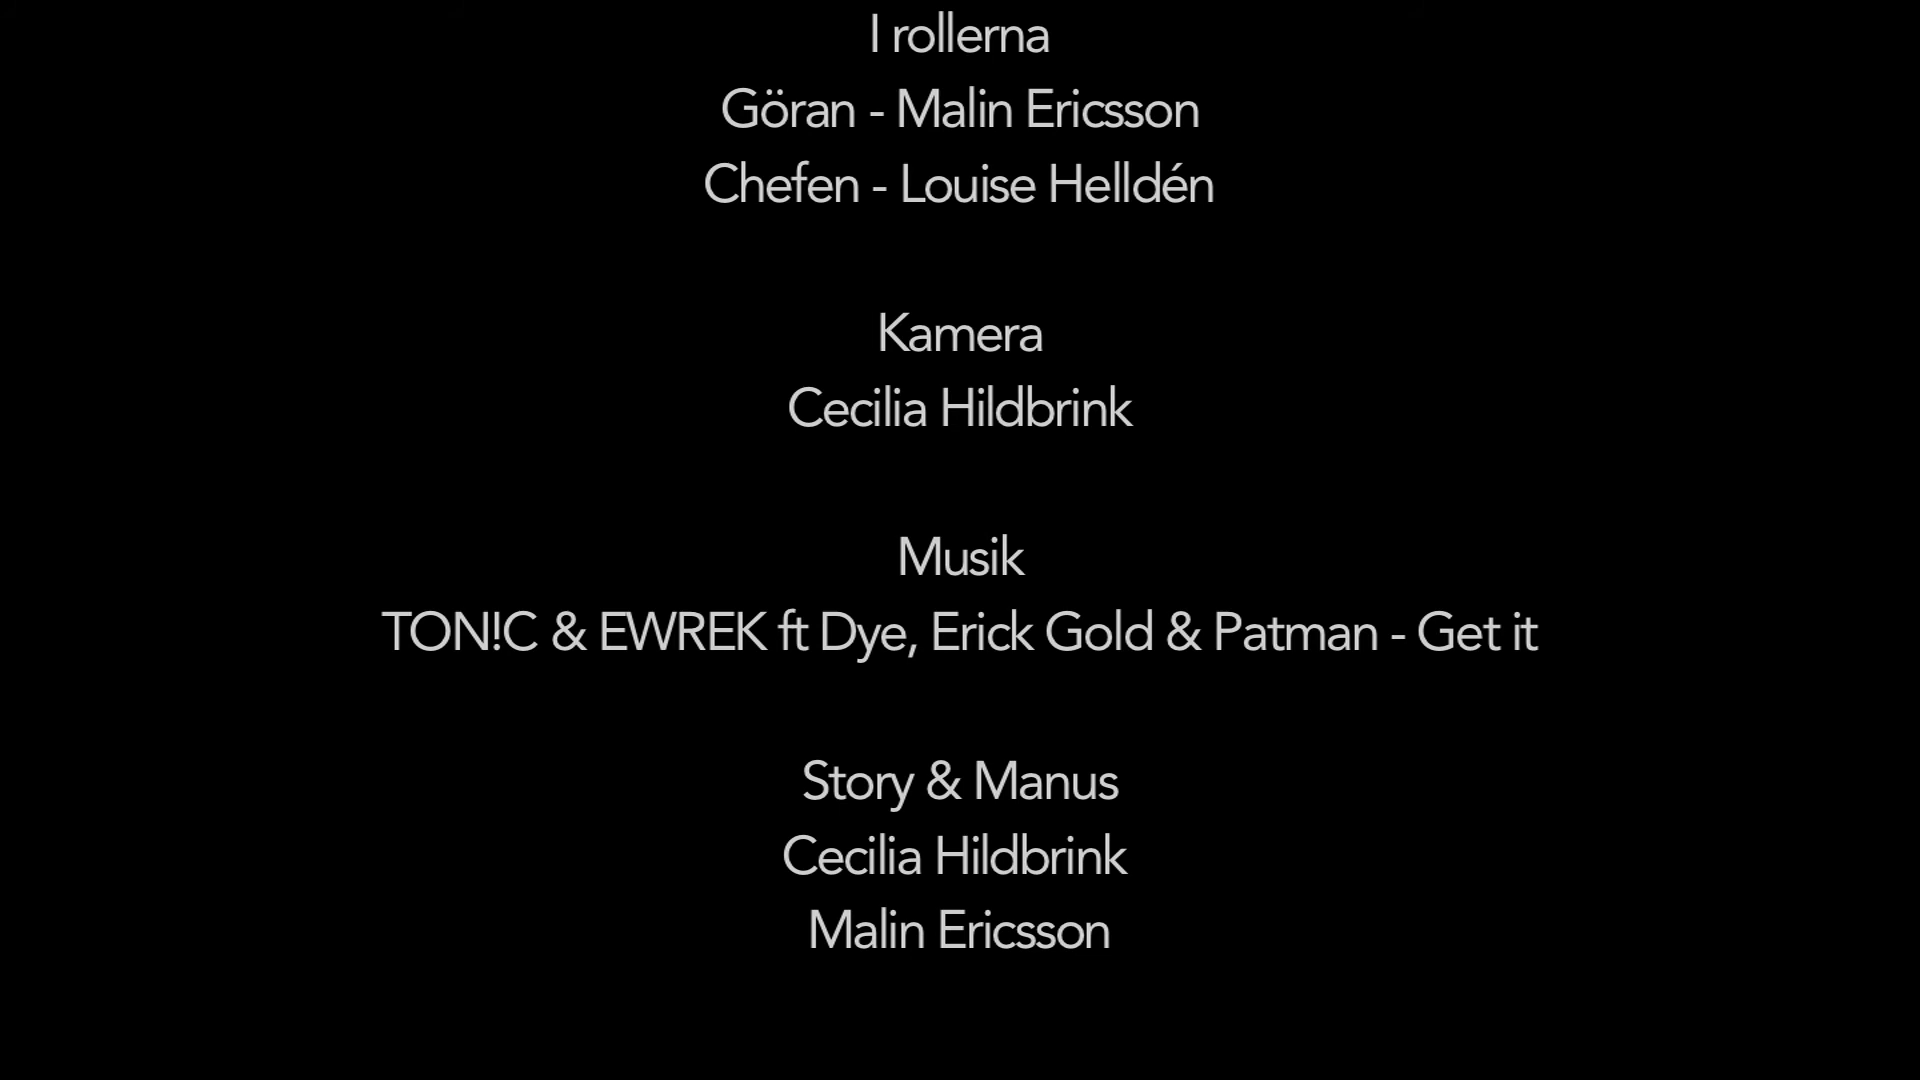 I rollerna
Göran - Malin Ericsson
Chefen - Louise Helldén
Kamera
Cecilia Hildbrink
Musik
TON!C & EWREK ft Dye, Erick Gold & Patman - Get it
Story & Manus
Cecilia Hildbrink
Malin Ericsson